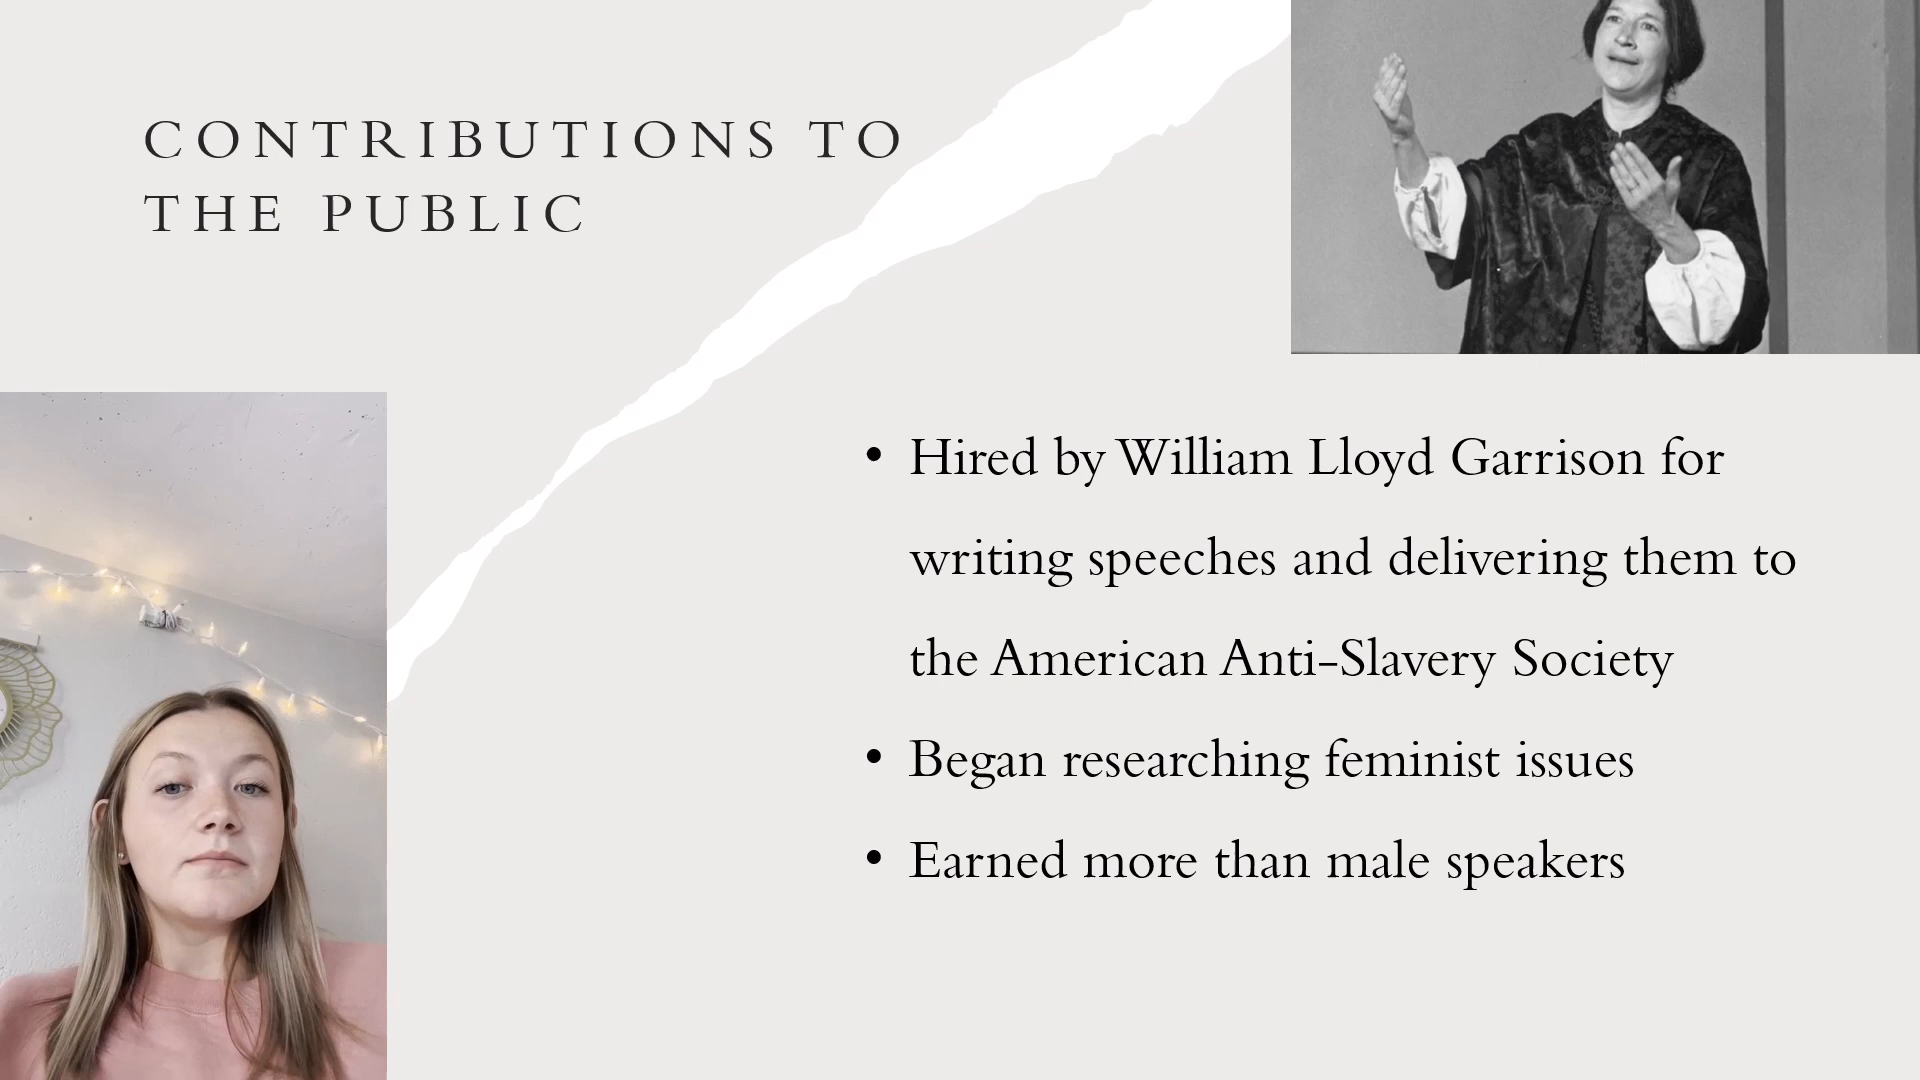 CONTRIBUTIONS TO
THE PUBLIC
• Hired by William Lloyd Garrison for
writing speeches and delivering them to
the American Anti-Slavery Society
• Began researching feminist issues
• Earned more than male speakers